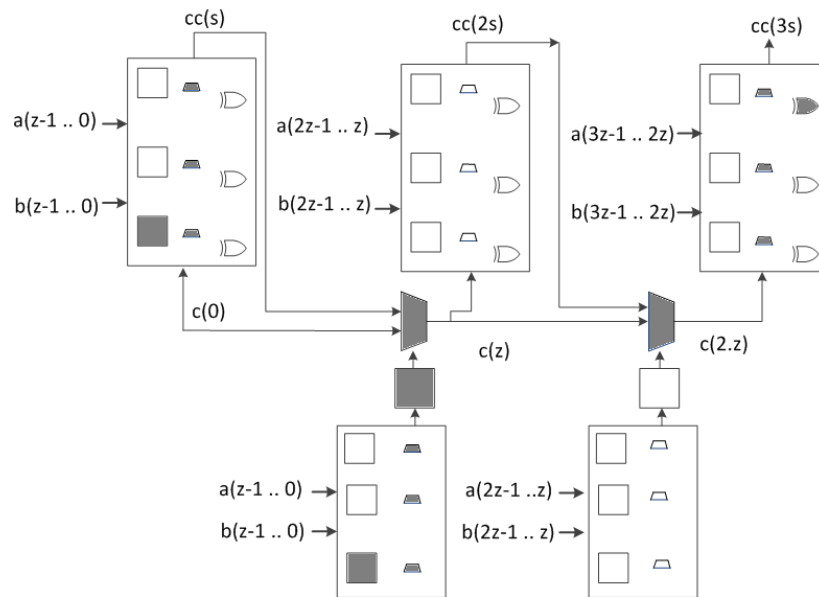 cc(s)
cc(2s)
cc(3s)
a(z-1 .. 0)
a(2z-1 .. z)
a(3z-1 .. 2z)
b(z-1 .. 0)
b(2z-1 .. z)
b(3z-1 .. 2z)
c(0)
c(z)
c(2.z)
a(z-1 .. 0)
a(2z-1 ..z)
b(z-1 .. 0)
b(2z-1 .. z)